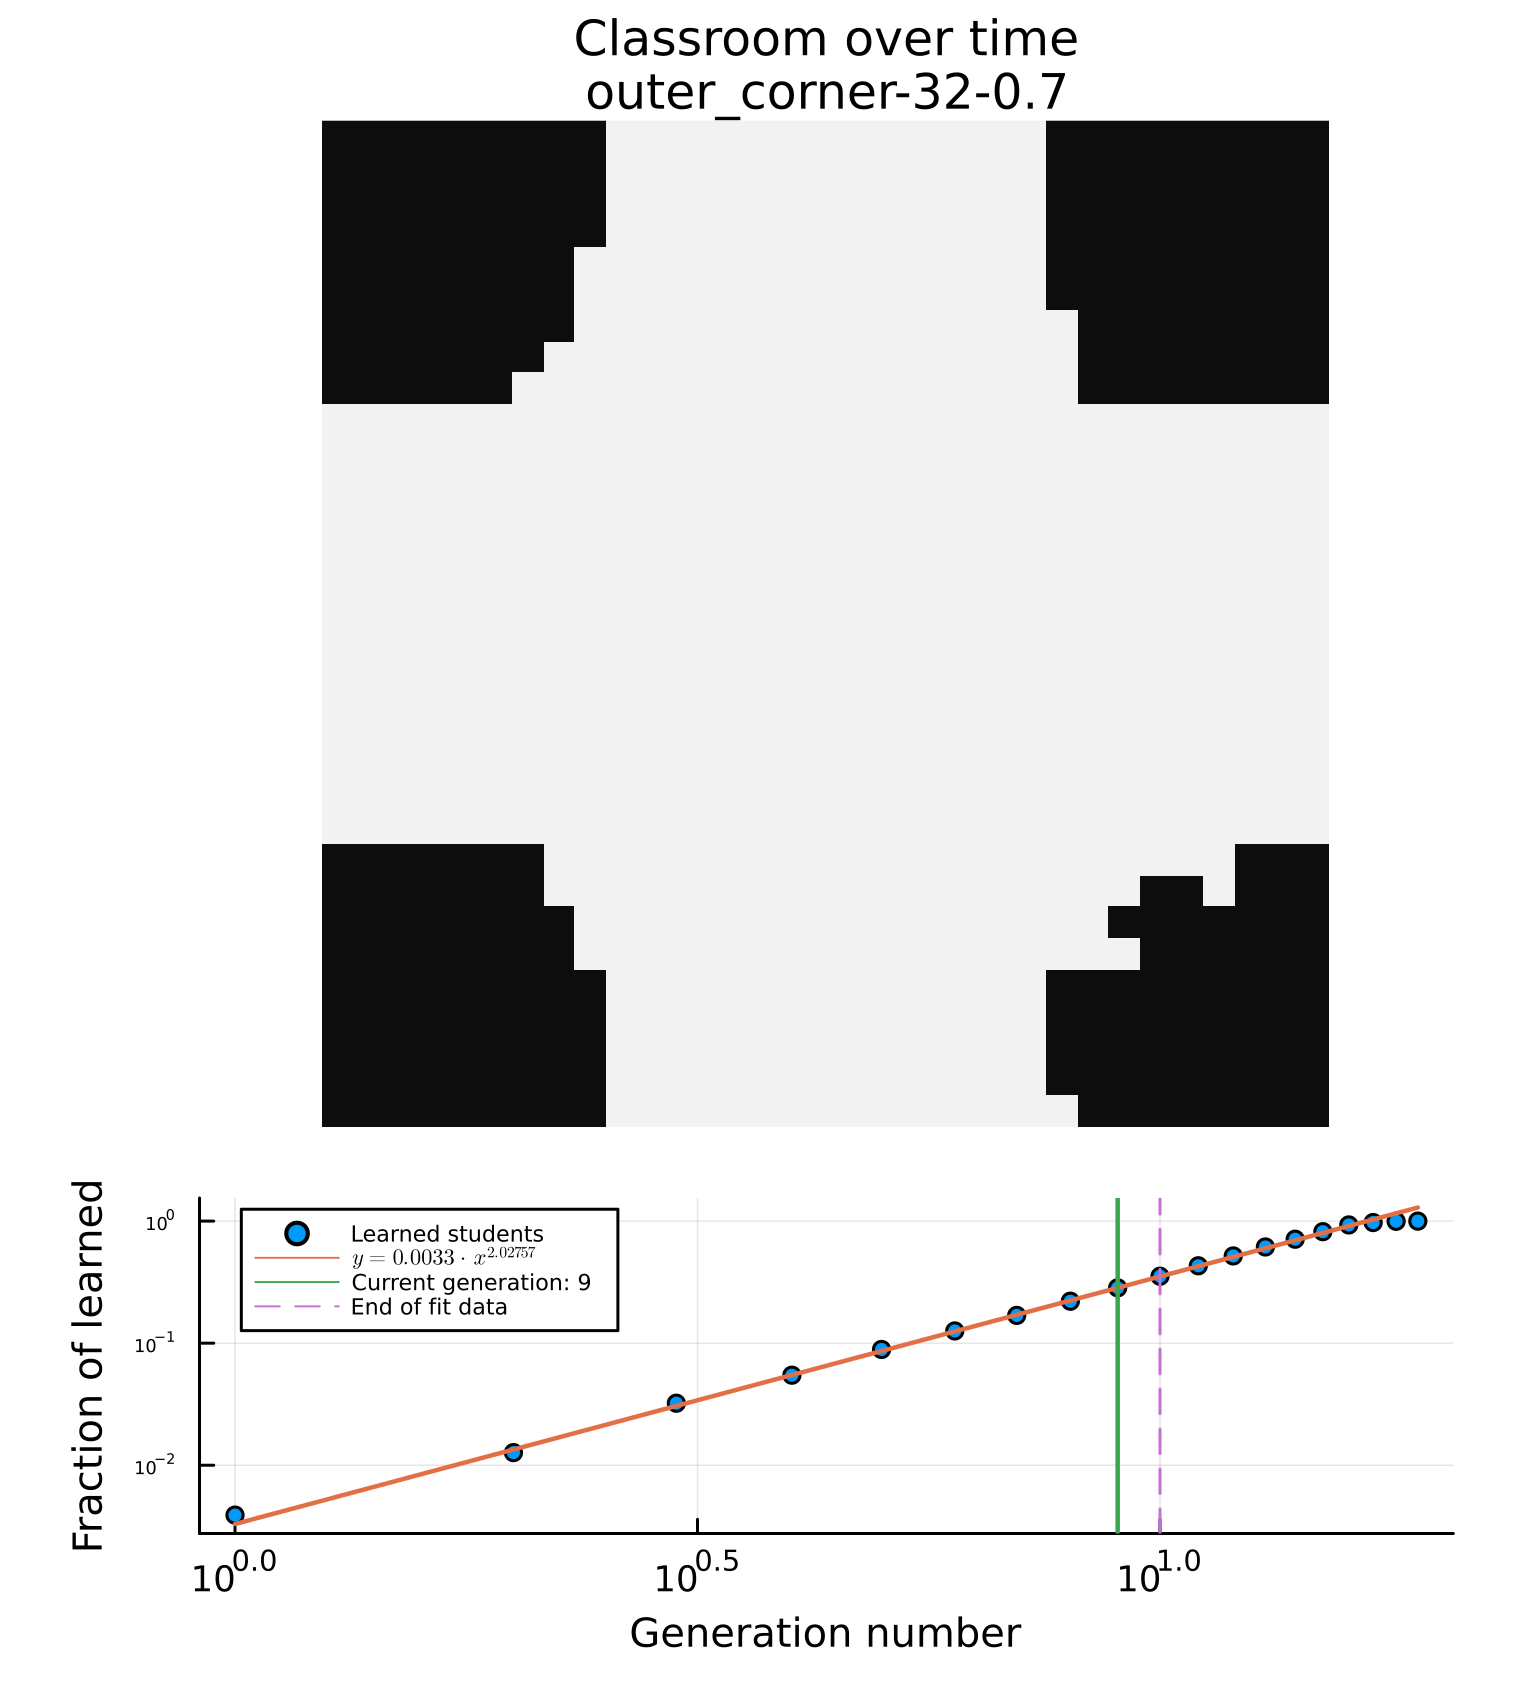 Classroom over time
outer_corner-32-0.7
Fraction of learned
10^0
10^−1
10^−2
Learned students
y = 0.0033 · x^2.02757
Current generation: 9
End of fit data
10^0.0 10^0.5 10^1.0
Generation number